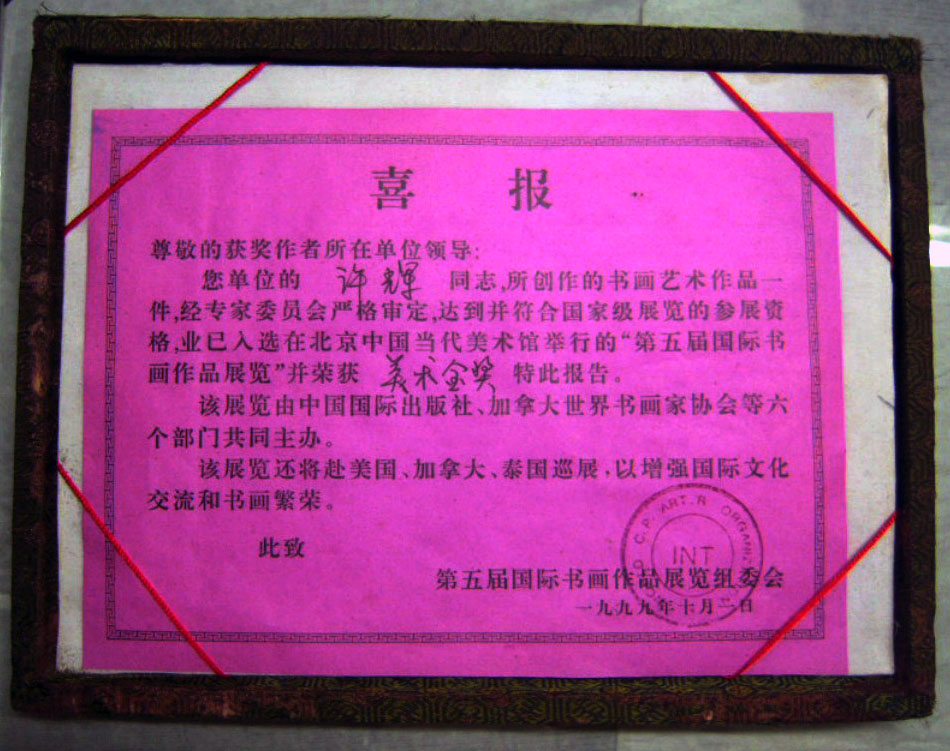 喜报
尊敬的获奖作者所在单位领导:
您单位的 许辉 同志,所创作的书画艺术作品一
件,经专家委员会严格审定,达到并符合国家级展览的参展资
格,业已入选在北京中国当代美术馆举行的“第五届国际书
画作品展览”并荣获 美术金奖 特此报告。
该展览由中国国际出版社、加拿大世界书画家协会等六
个部门共同主办。
该展览还将赴美国、加拿大、泰国巡展,以增强国际文化
交流和书画繁荣。
此致
第五届国际书画作品展览组委会
一九九九年十月二日
C.P. ART.R
INT